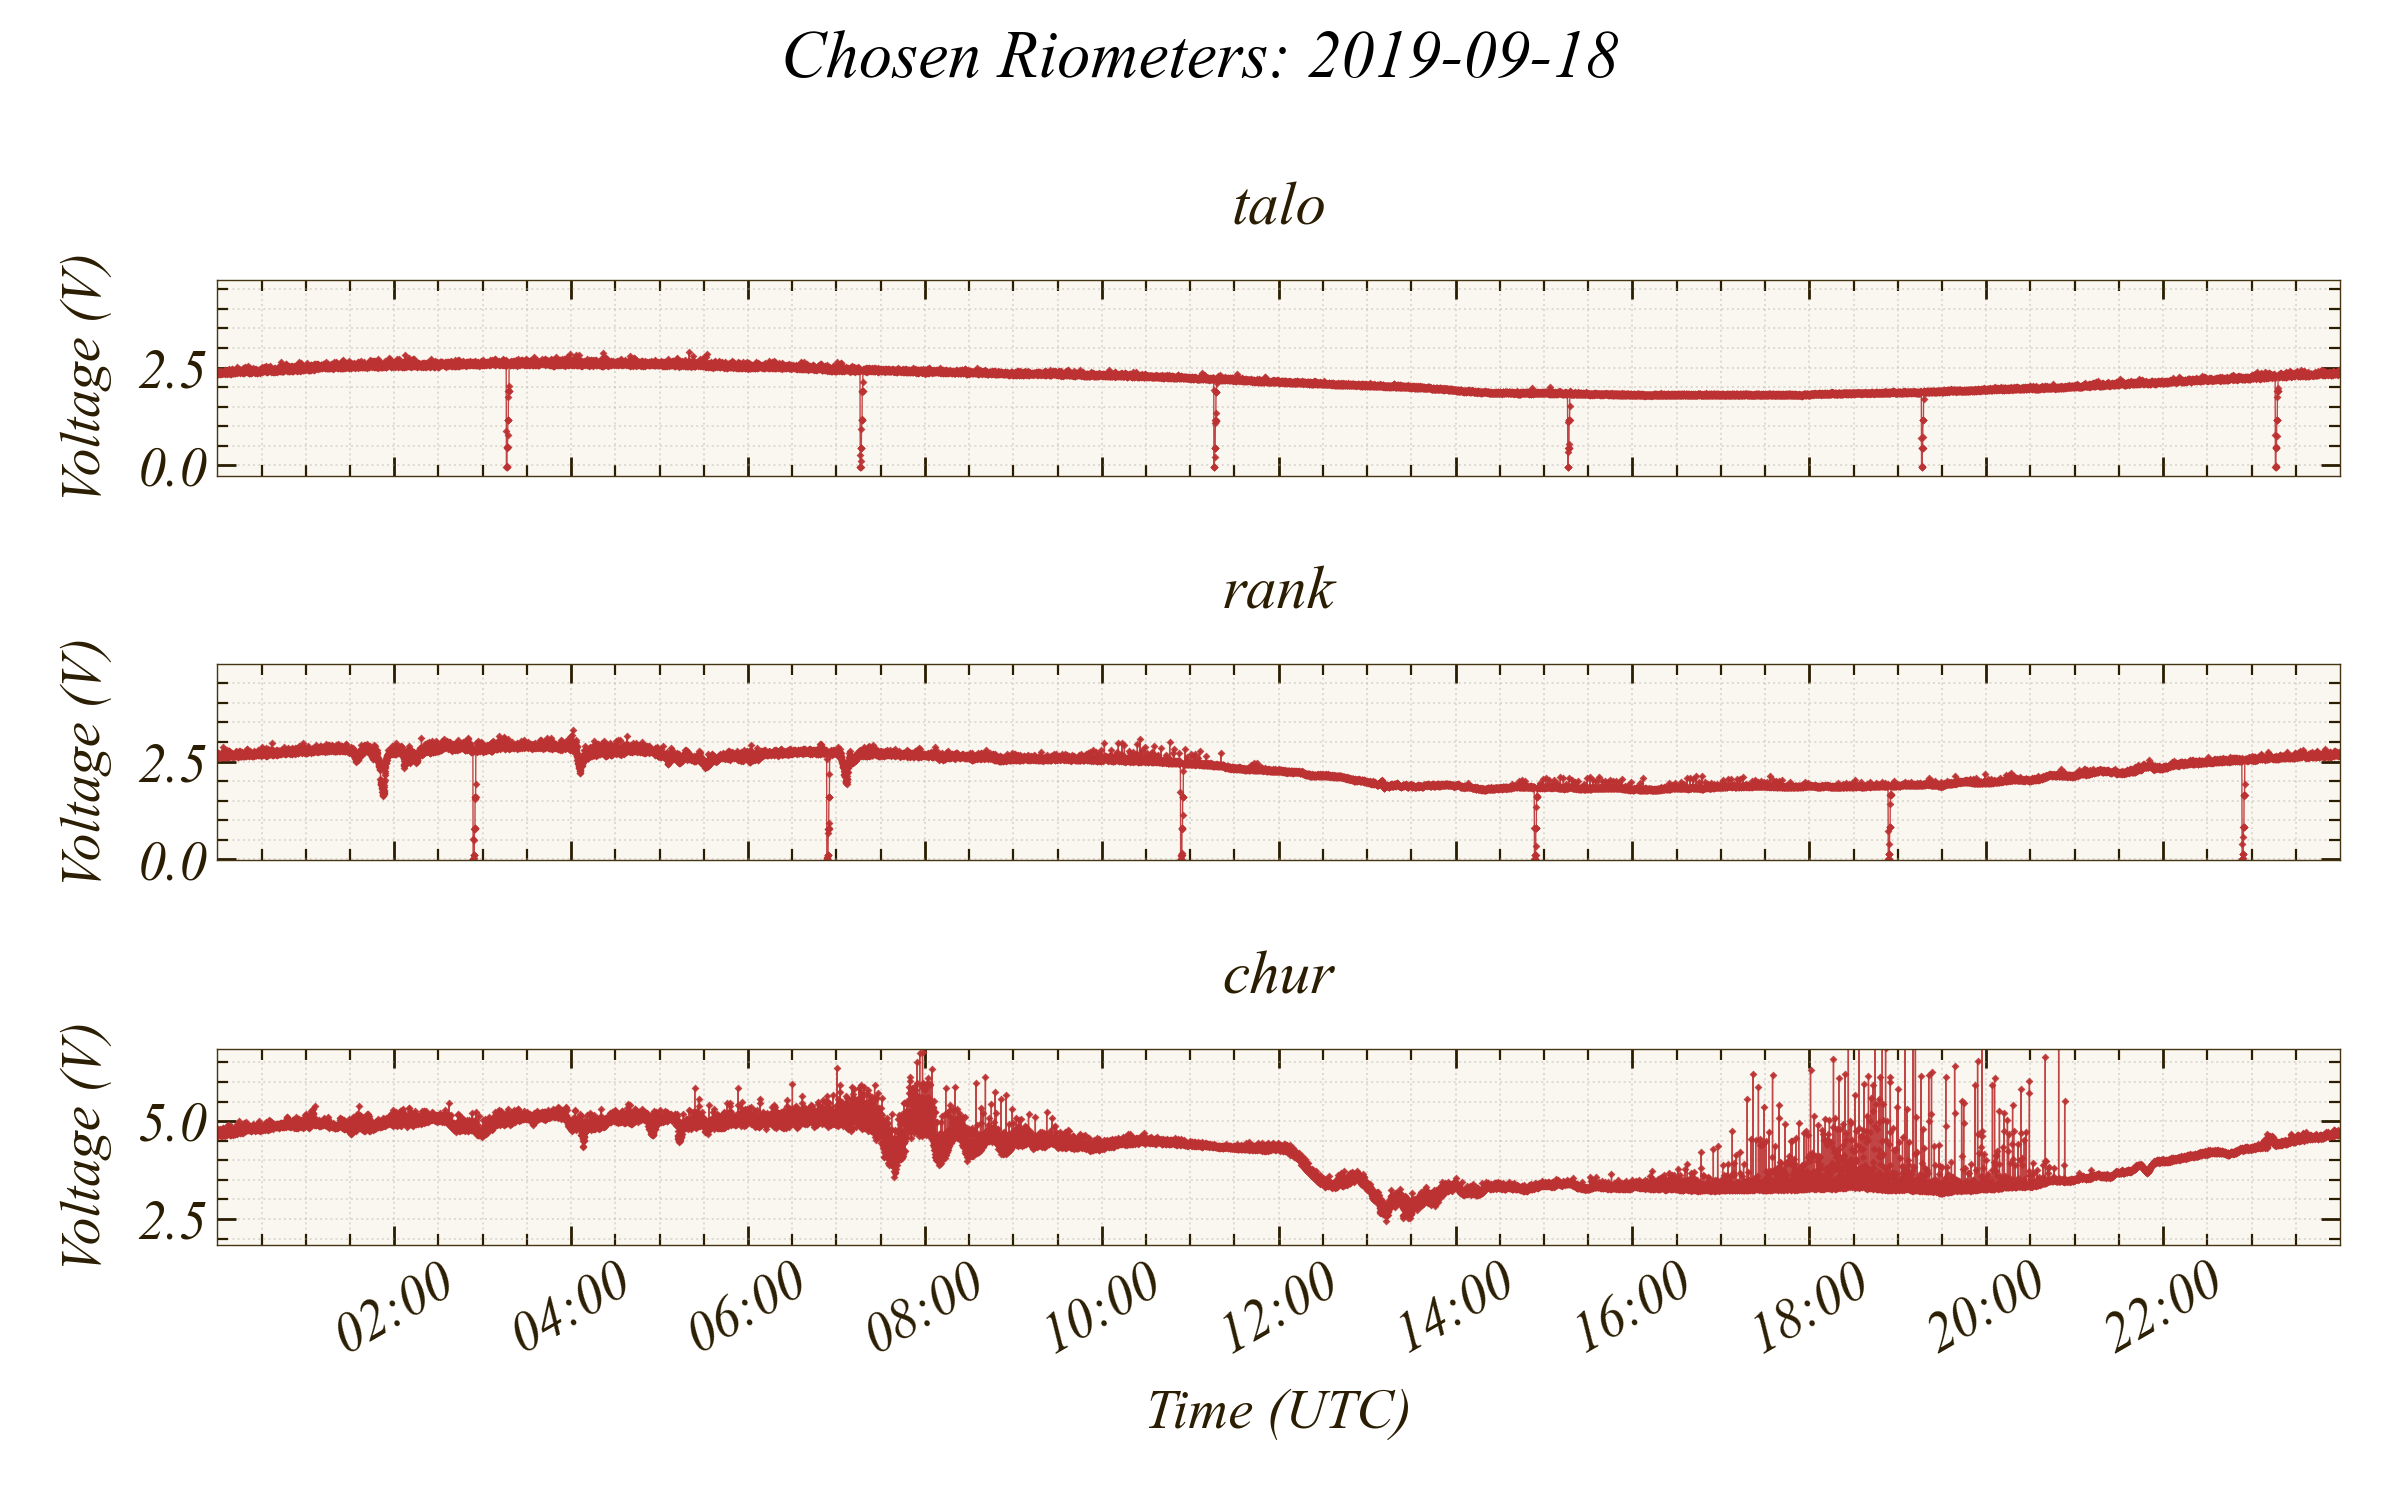 Chosen Riometers: 2019-09-18
talo
Voltage (V)
2.5
0.0
rank
Voltage (V)
2.5
0.0
chur
Voltage (V)
5.0
2.5
02:00 04:00 06:00 08:00 10:00 12:00 14:00 16:00 18:00 20:00 22:00
Time (UTC)